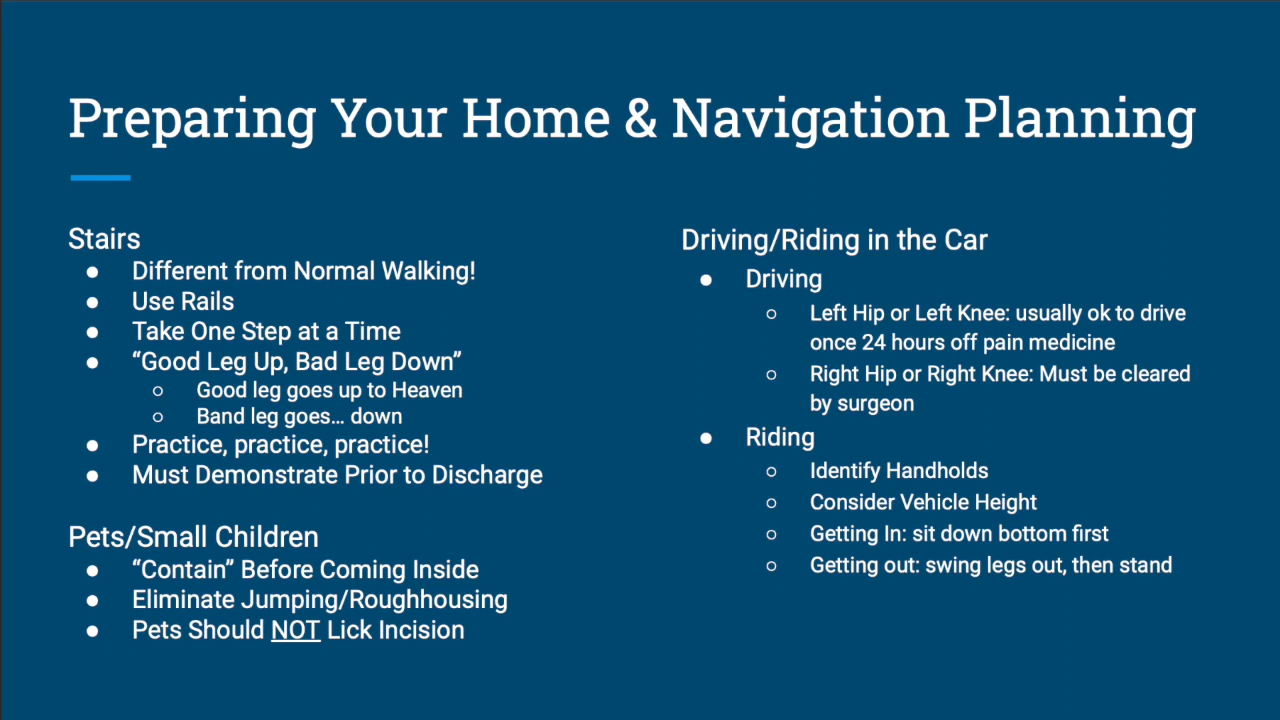 Preparing Your Home & Navigation Planning
Stairs
● Different from Normal Walking!
● Use Rails
● Take One Step at a Time
● “Good Leg Up, Bad Leg Down”
○ Good leg goes up to Heaven
○ Band leg goes... down
● Practice, practice, practice!
● Must Demonstrate Prior to Discharge
Pets/Small Children
● “Contain” Before Coming Inside
● Eliminate Jumping/Roughhousing
● Pets Should NOT Lick Incision
Driving/Riding in the Car
● Driving
○ Left Hip or Left Knee: usually ok to drive
once 24 hours off pain medicine
○ Right Hip or Right Knee: Must be cleared
by surgeon
● Riding
○ Identify Handholds
○ Consider Vehicle Height
○ Getting In: sit down bottom first
○ Getting out: swing legs out, then stand